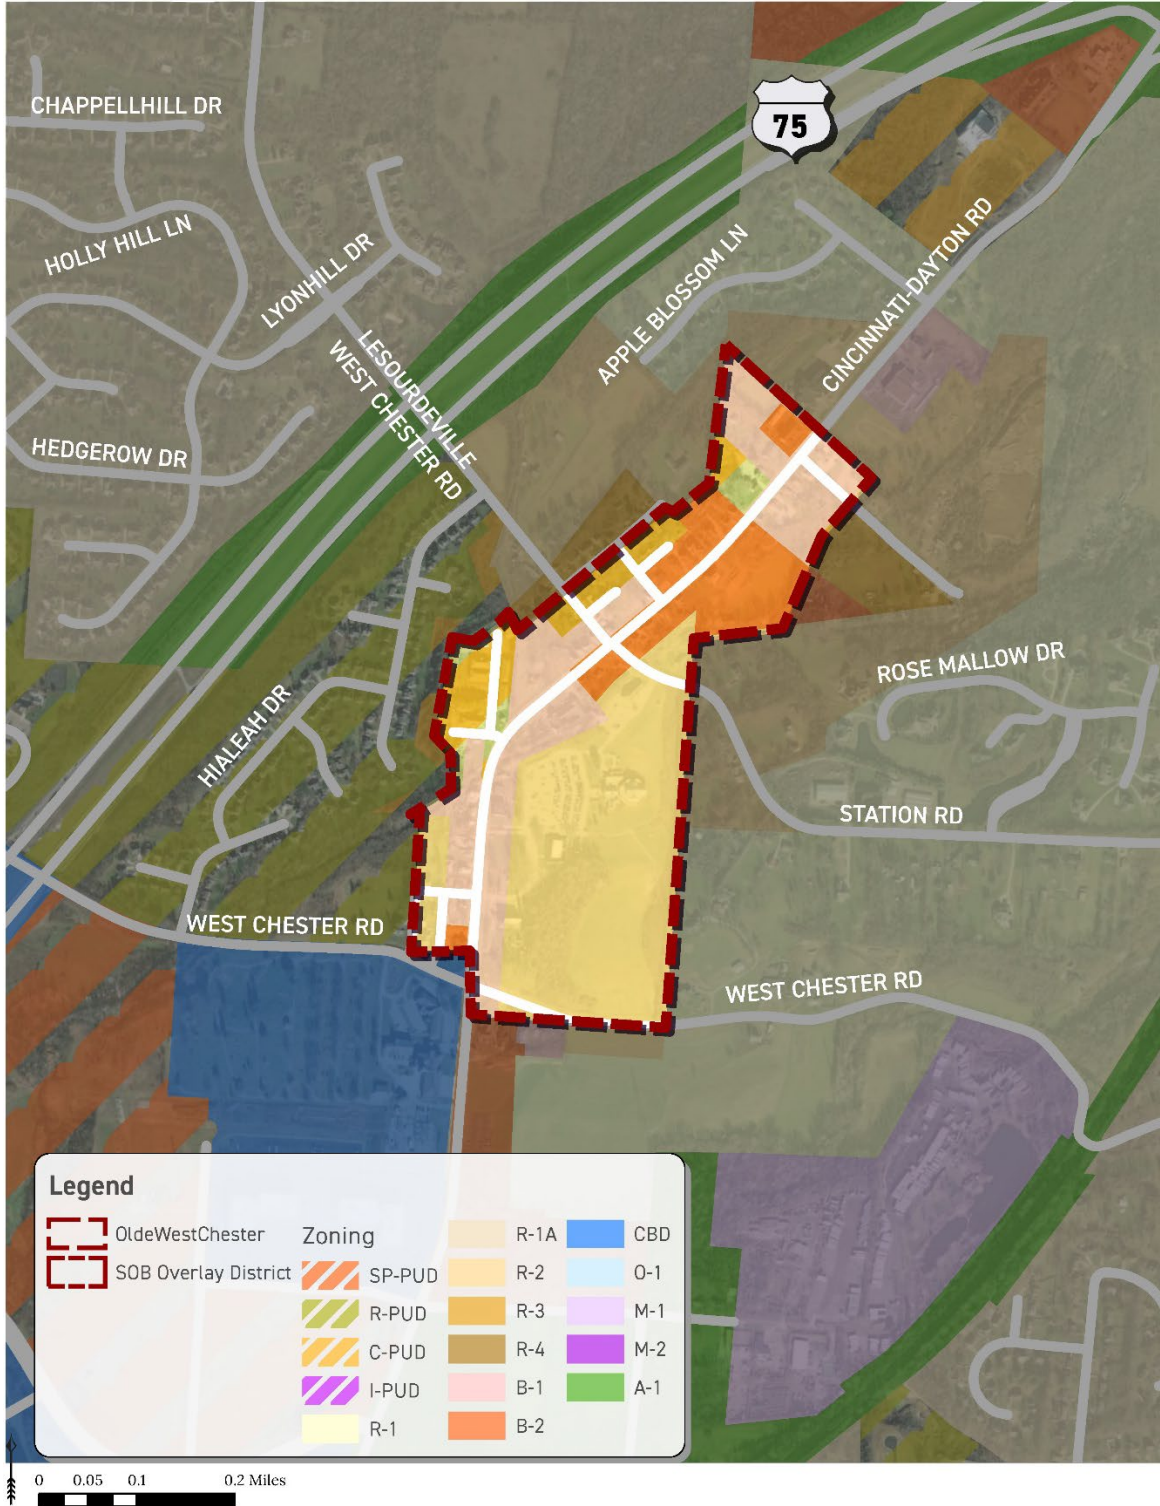 CHAPPELLHILL DR
75
HOLLY HILL LN
LYONHILL DR
APPLE BLOSSOM LN
CINCINNATI-DAYTON RD
LESOURDEVILLE
WEST CHESTER RD
HEDGEROW DR
ROSE MALLOW DR
HIALEAH DR
STATION RD
WEST CHESTER RD
WEST CHESTER RD
Legend
OldeWestChester
SOB Overlay District
Zoning
SP-PUD
R-PUD
C-PUD
I-PUD
R-1
R-1A
R-2
R-3
R-4
B-1
B-2
CBD
O-1
M-1
M-2
A-1
0 0.05 0.1 0.2 Miles